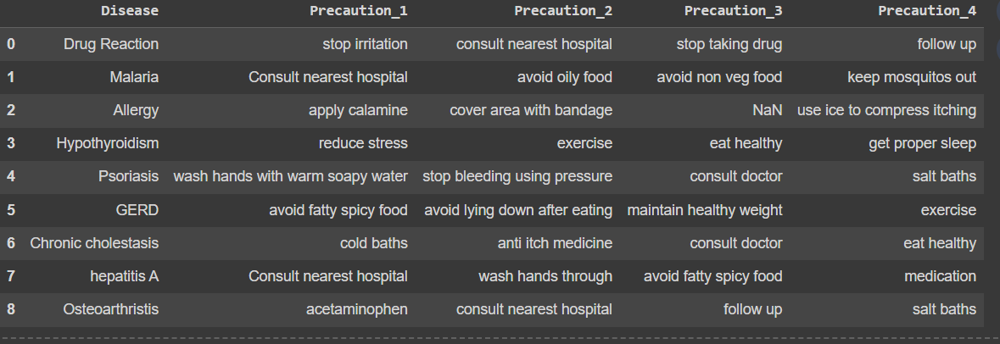 Disease Precaution_1 Precaution_2 Precaution_3 Precaution_4
0 Drug Reaction stop irritation consult nearest hospital stop taking drug follow up
1 Malaria Consult nearest hospital avoid oily food avoid non veg food keep mosquitos out
2 Allergy apply calamine cover area with bandage NaN use ice to compress itching
3 Hypothyroidism reduce stress exercise eat healthy get proper sleep
4 Psoriasis wash hands with warm soapy water stop bleeding using pressure consult doctor salt baths
5 GERD avoid fatty spicy food avoid lying down after eating maintain healthy weight exercise
6 Chronic cholestasis cold baths anti itch medicine consult doctor eat healthy
7 hepatitis A Consult nearest hospital wash hands through avoid fatty spicy food medication
8 Osteoarthristis acetaminophen consult nearest hospital follow up salt baths